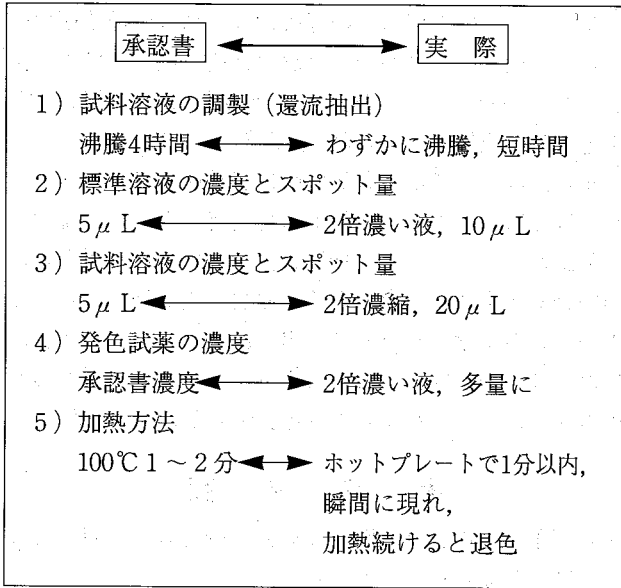 承認書 ←→ 実 際
1）試料溶液の調製（還流抽出）
沸騰4時間←→ わずかに沸騰，短時間
2）標準溶液の濃度とスポット量
5μL←→ 2倍濃い液，10μL
3）試料溶液の濃度とスポット量
5μL←→ 2倍濃縮，20μL
4）発色試薬の濃度
承認書濃度←→ 2倍濃い液，多量に
5）加熱方法
100℃ 1～2分←→ ホットプレートで1分以内，
瞬間に現れ，
加熱続けると退色